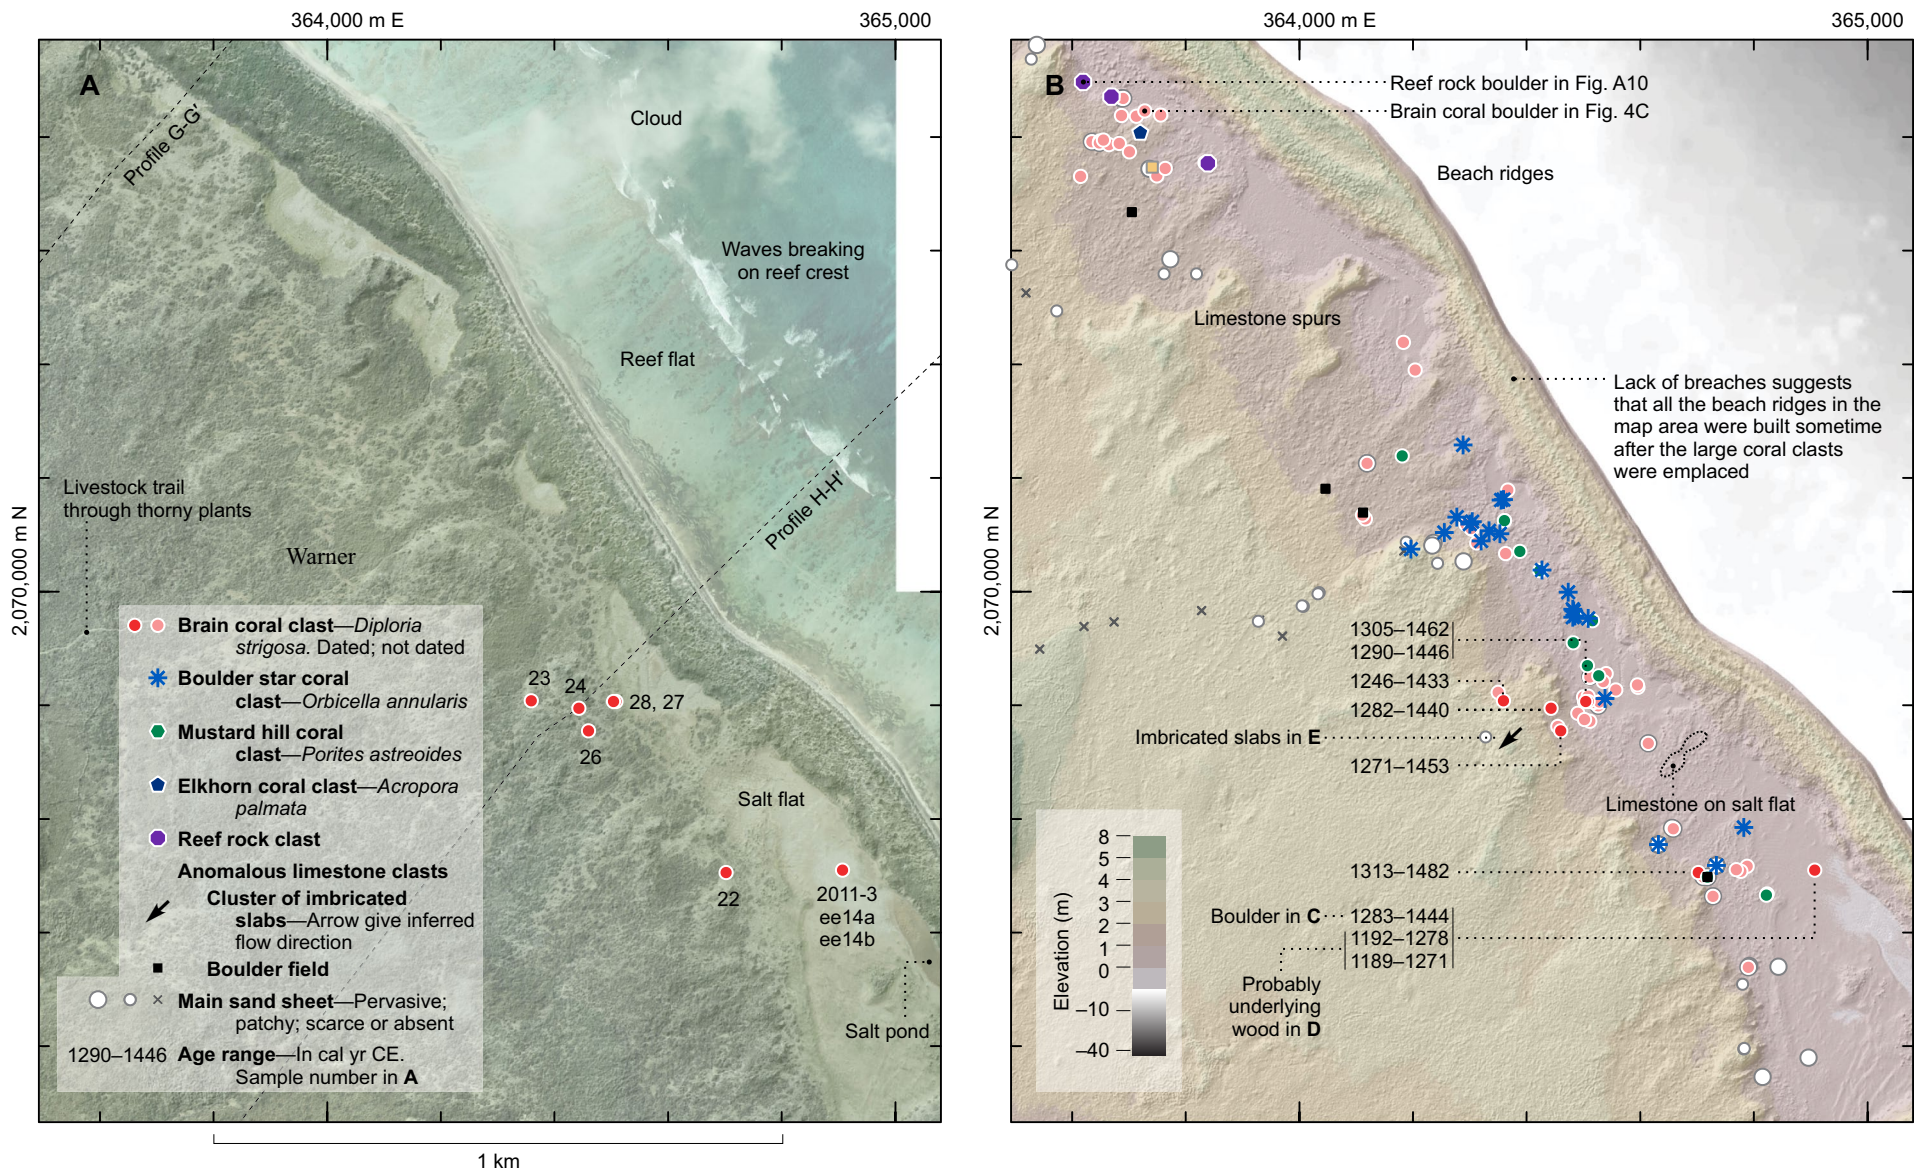 364,000 m E
365,000
364,000 m E
365,000
A
Profile G-G′
Cloud
Waves breaking
on reef crest
Reef flat
Livestock trail
through thorny plants
Warner
Profile H-H′
2,070,000 m N
Brain coral clast—Diploria
strigosa. Dated; not dated
Boulder star coral
clast—Orbicella annularis
Mustard hill coral
clast—Porites astreoides
Elkhorn coral clast—Acropora
palmata
Reef rock clast
Anomalous limestone clasts
Cluster of imbricated
slabs—Arrow give inferred
flow direction
Boulder field
Main sand sheet—Pervasive;
patchy; scarce or absent
1290–1446 Age range—In cal yr CE.
Sample number in A
23
24
28, 27
26
Salt flat
22
2011-3
ee14a
ee14b
Salt pond
1 km
B
Reef rock boulder in Fig. A10
Brain coral boulder in Fig. 4C
Beach ridges
Limestone spurs
Lack of breaches suggests
that all the beach ridges in the
map area were built sometime
after the large coral clasts
were emplaced
2,070,000 m N
1305–1462
1290–1446
1246–1433
1282–1440
Imbricated slabs in E
1271–1453
Limestone on salt flat
1313–1482
Boulder in C
1283–1444
1192–1278
1189–1271
Probably
underlying
wood in D
Elevation (m)
8
5
4
3
2
1
0
–10
–40